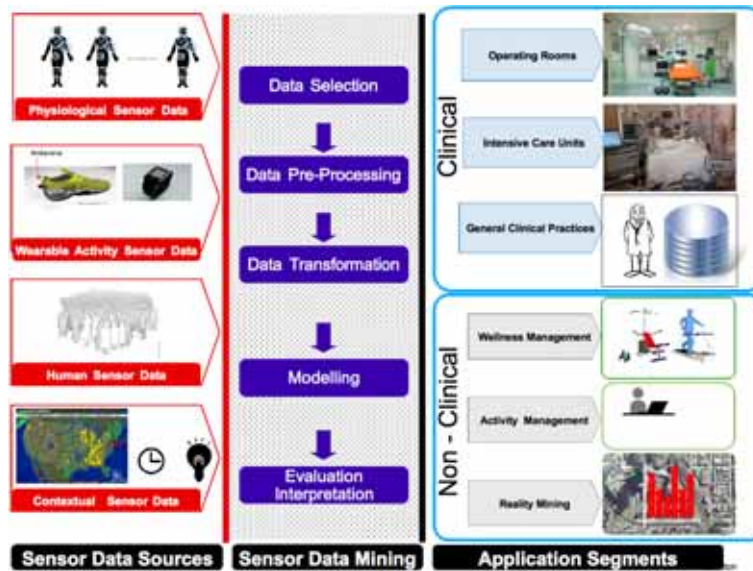 Physiological Sensor Data
Wearable Activity Sensor Data
Human Sensor Data
Contextual Sensor Data
Sensor Data Sources
Data Selection
Data Pre-Processing
Data Transformation
Modelling
Evaluation
Interpretation
Sensor Data Mining
Clinical
Operating Rooms
Intensive Care Units
General Clinical Practices
Non - Clinical
Wellness Management
Activity Management
Reality Mining
Application Segments